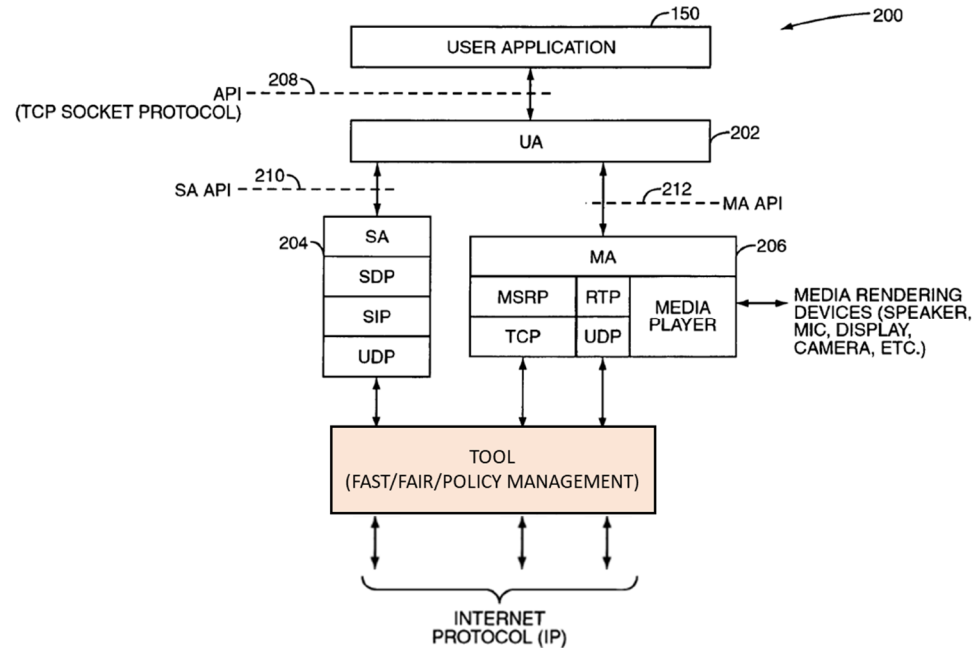 150
200
USER APPLICATION
208
API
(TCP SOCKET PROTOCOL)
UA
202
210
SA API
212
MA API
204
SA
SDP
SIP
UDP
206
MA
MSRP
RTP
MEDIA
PLAYER
TCP
UDP
MEDIA RENDERING
DEVICES (SPEAKER,
MIC, DISPLAY,
CAMERA, ETC.)
TOOL
(FAST/FAIR/POLICY MANAGEMENT)
INTERNET
PROTOCOL (IP)